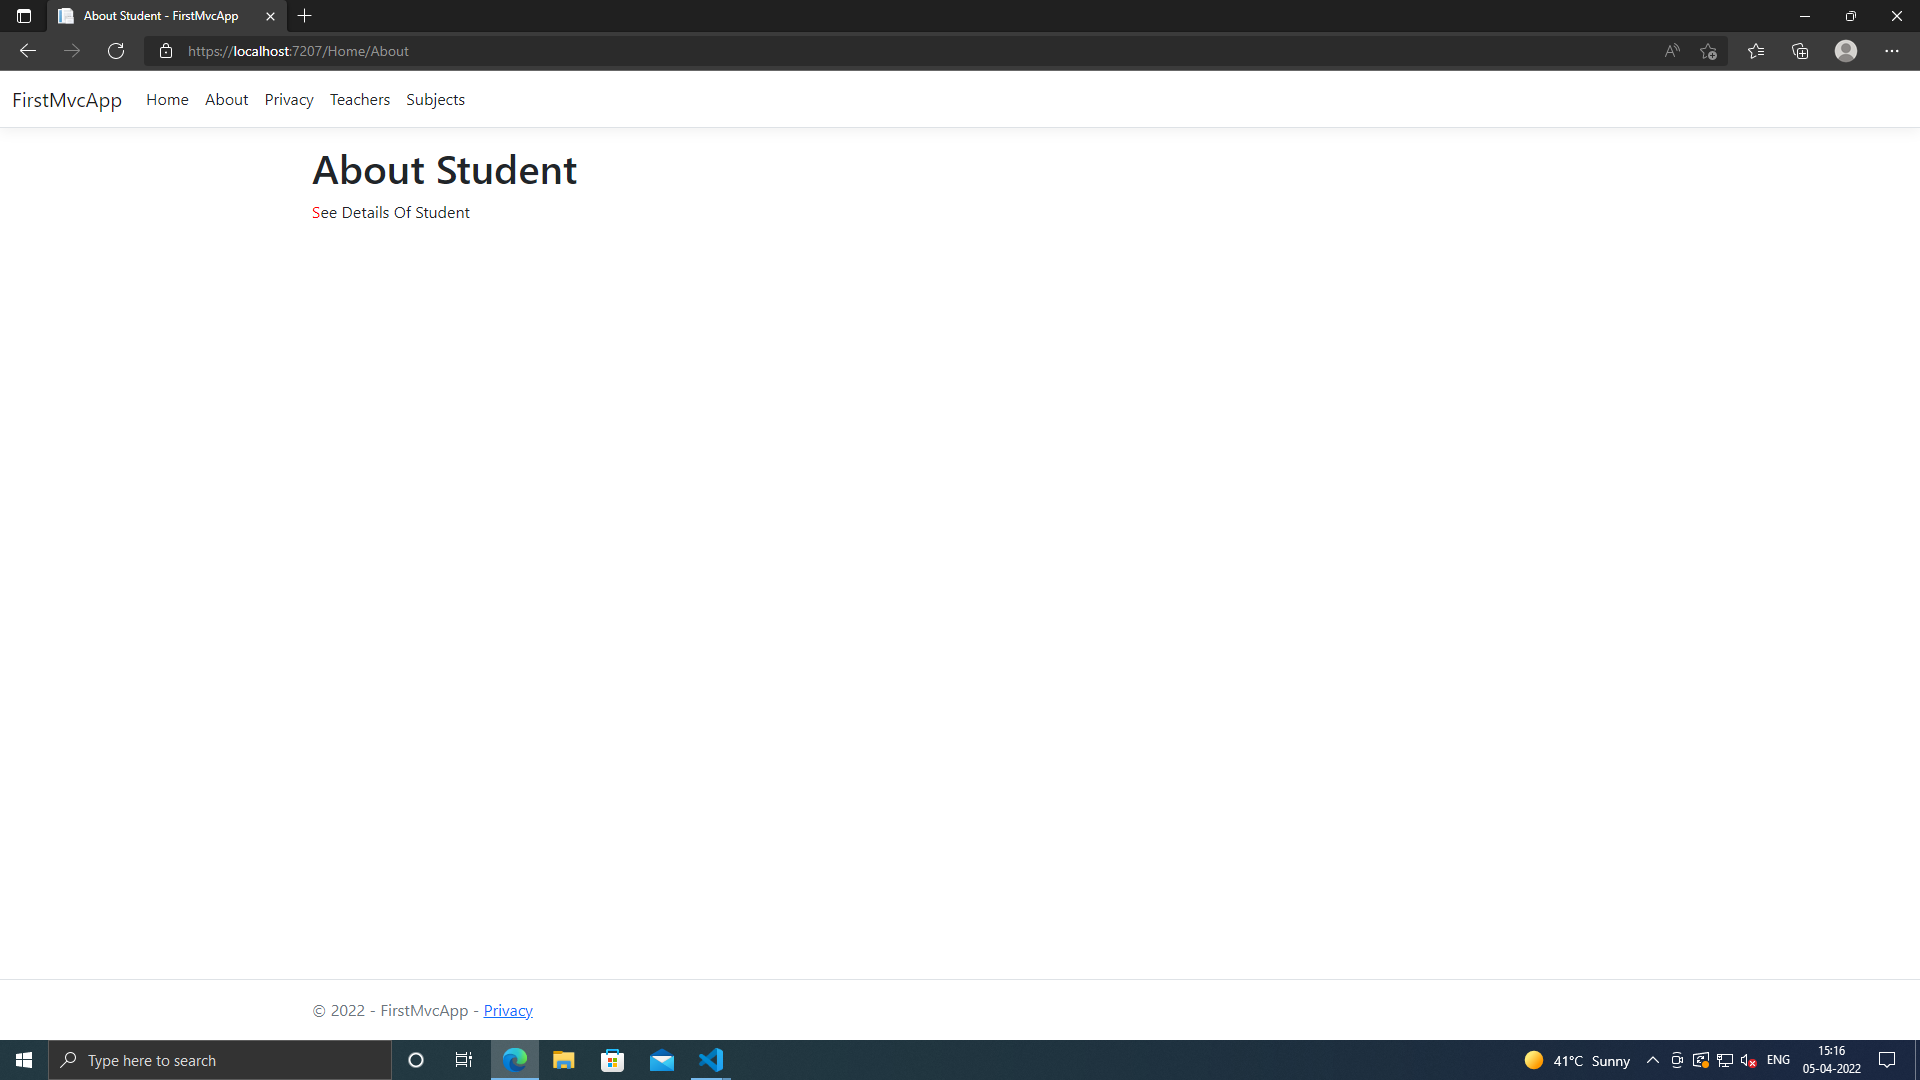 About Student - FirstMvcApp
https://localhost:7207/Home/About
FirstMvcApp Home About Privacy Teachers Subjects
About Student
See Details Of Student
© 2022 - FirstMvcApp - Privacy
Type here to search
41°C Sunny
ENG
15:16
05-04-2022